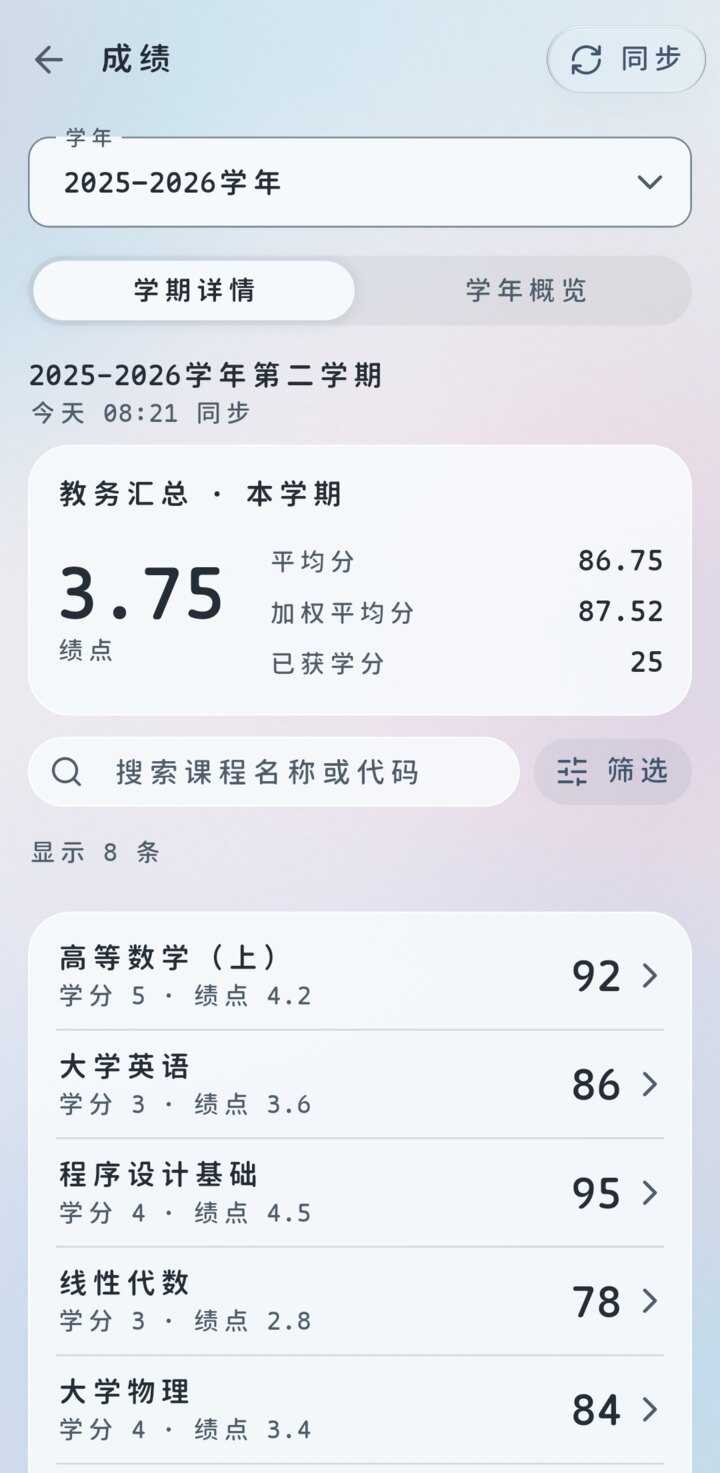 成绩
同步
学年
2025-2026学年
学期详情
学年概览
2025-2026学年第二学期
今天 08:21 同步
教务汇总 · 本学期
3.75
绩点
平均分 86.75
加权平均分 87.52
已获学分 25
搜索课程名称或代码
筛选
显示 8 条
高等数学（上）
学分 5 · 绩点 4.2
92
大学英语
学分 3 · 绩点 3.6
86
程序设计基础
学分 4 · 绩点 4.5
95
线性代数
学分 3 · 绩点 2.8
78
大学物理
学分 4 · 绩点 3.4
84